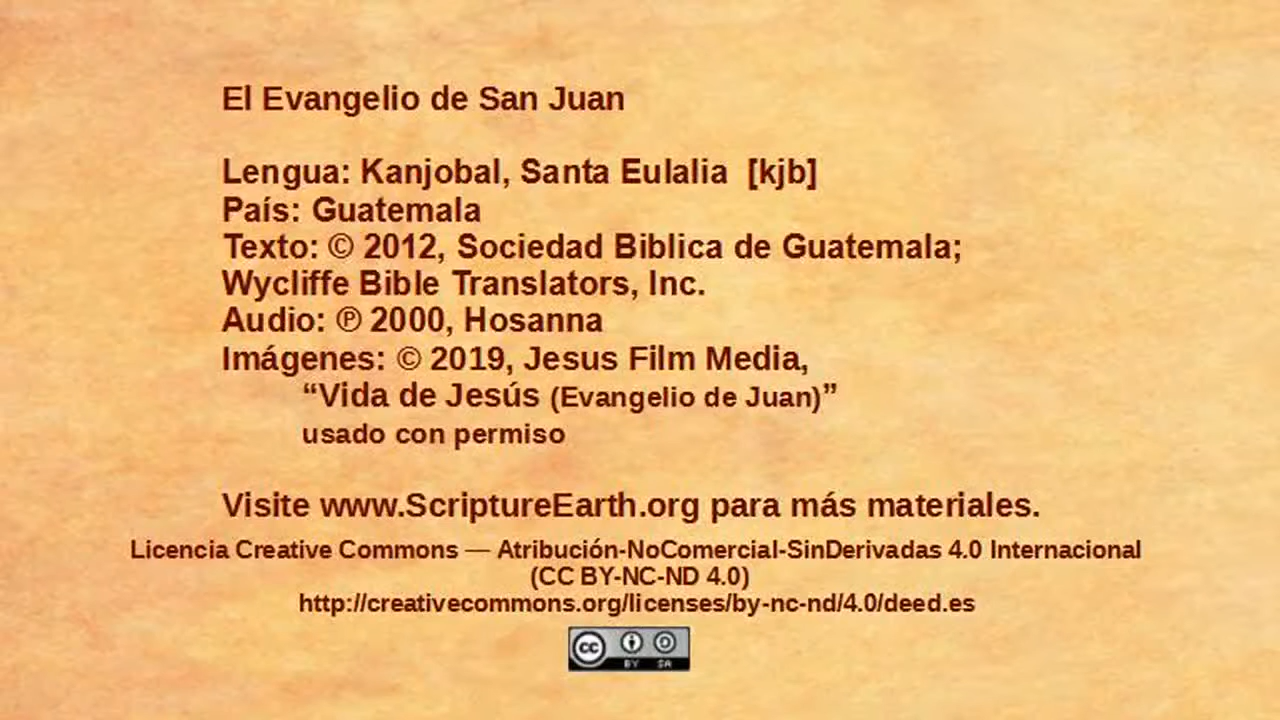 El Evangelio de San Juan
Lengua: Kanjobal, Santa Eulalia [kjb]
País: Guatemala
Texto: © 2012, Sociedad Biblica de Guatemala;
Wycliffe Bible Translators, Inc.
Audio: ℗ 2000, Hosanna
Imágenes: © 2019, Jesus Film Media,
“Vida de Jesús (Evangelio de Juan)”
usado con permiso
Visite www.ScriptureEarth.org para más materiales.
Licencia Creative Commons — Atribución-NoComercial-SinDerivadas 4.0 Internacional
(CC BY-NC-ND 4.0)
http://creativecommons.org/licenses/by-nc-nd/4.0/deed.es
cc BY SA